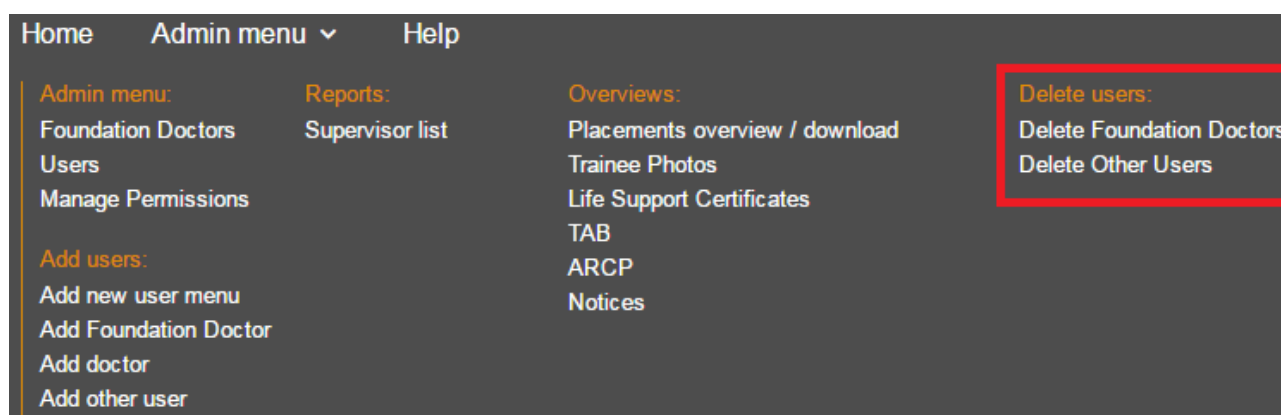 Home Admin menu Help
Admin menu:
Foundation Doctors
Users
Manage Permissions
Add users:
Add new user menu
Add Foundation Doctor
Add doctor
Add other user
Reports:
Supervisor list
Overviews:
Placements overview / download
Trainee Photos
Life Support Certificates
TAB
ARCP
Notices
Delete users:
Delete Foundation Doctors
Delete Other Users